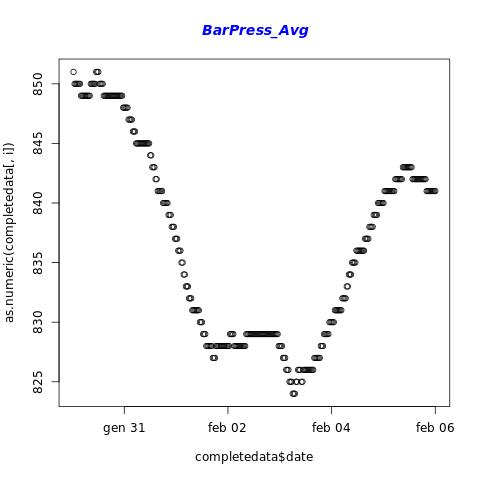 BarPress_Avg
as.numeric(completedata[, i])
850
845
840
835
830
825
gen 31
feb 02
feb 04
feb 06
completedata$date